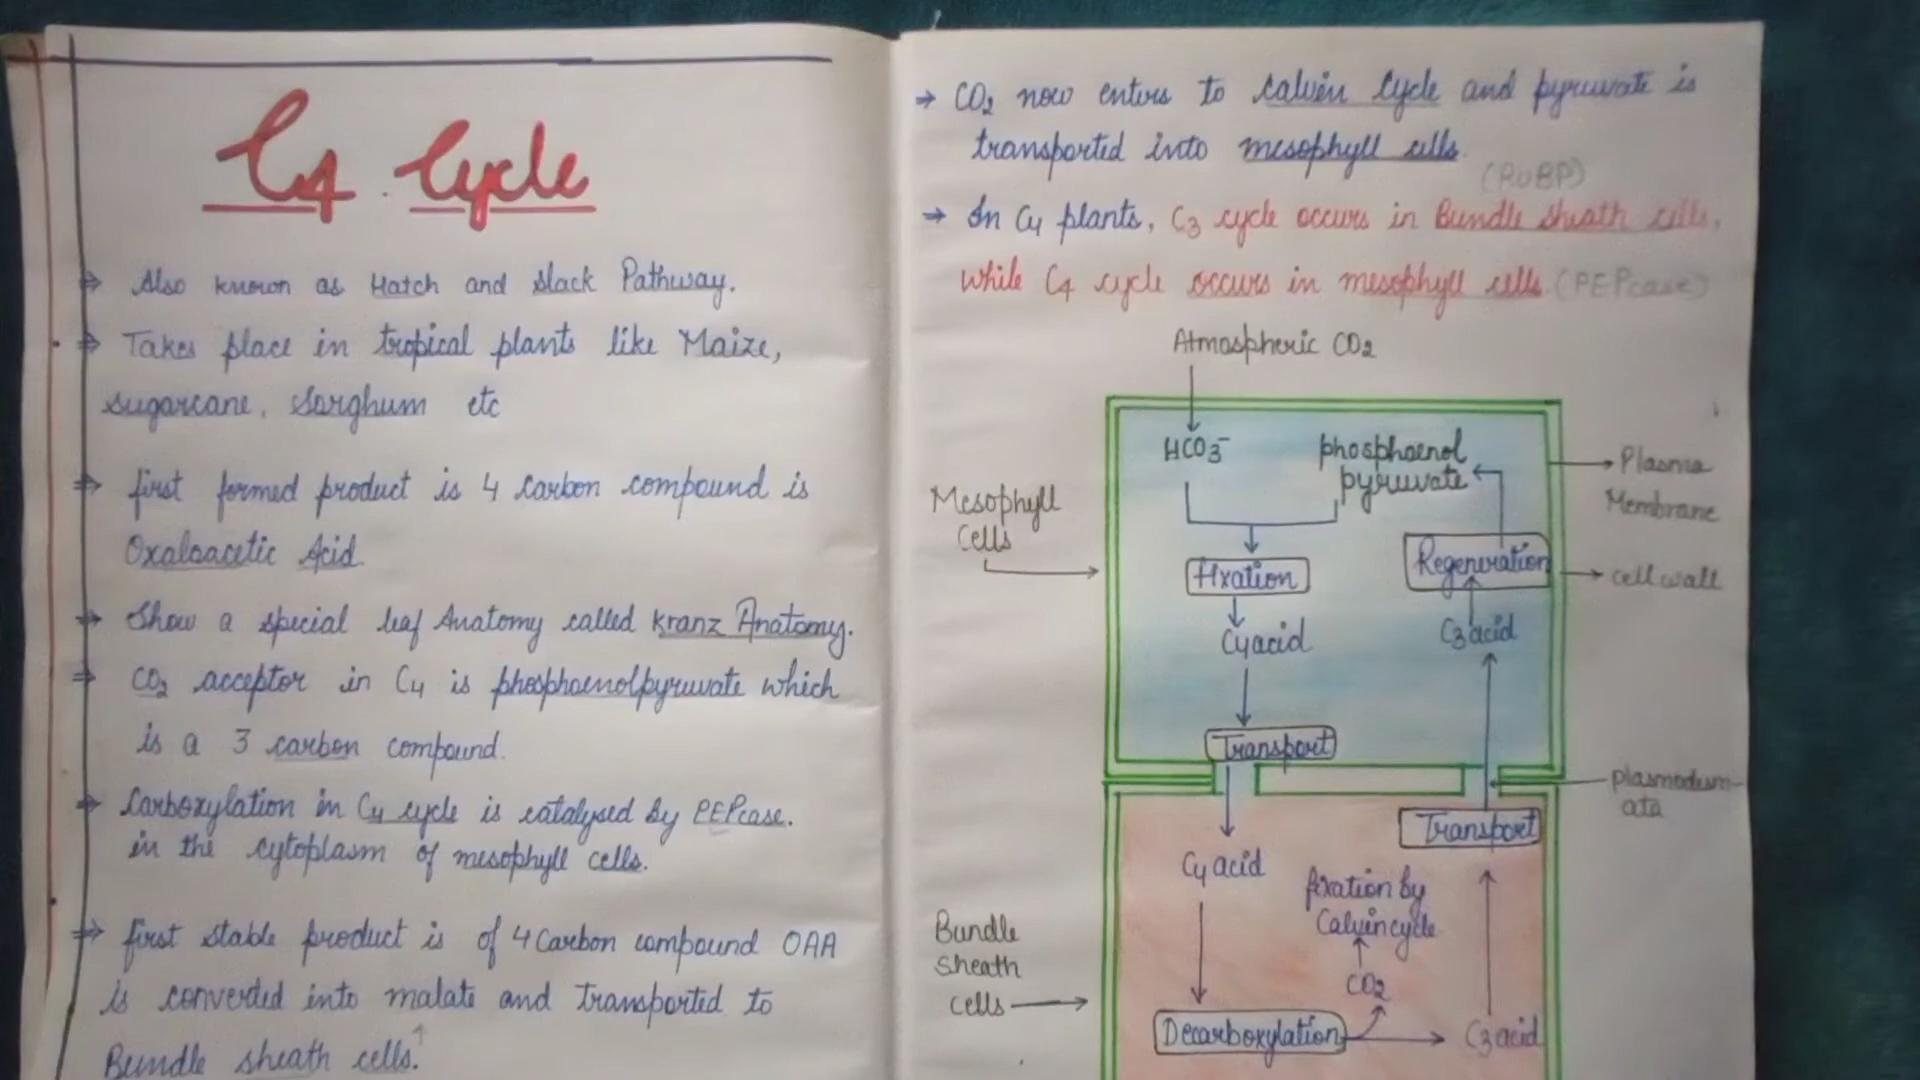 C4 Cycle
Also known as Hatch and slack Pathway.
Takes place in tropical plants like Maize,
sugarcane, Sorghum etc
first formed product is 4 carbon compound is
Oxaloacetic Acid
Show a special leaf Anatomy called kranz Anatomy.
CO2 acceptor in C4 is phosphoenolpyruvate which
is a 3 carbon compound.
Carboxylation in C4 cycle is catalysed by PEPcase.
in the cytoplasm of mesophyll cells.
first stable product is of 4 Carbon compound OAA
is converted into malate and transported to
Bundle sheath cells.
→ CO2 now enters to calvin cycle and pyruvate is
transported into mesophyll cells.
(RUBP)
→ In C4 plants, C3 cycle occurs in Bundle sheath cells,
while C4 cycle occurs in mesophyll cells (PEPcase)
Atmospheric CO2
HCO3-
phosphoenol
pyruvate
Plasma
Membrane
Mesophyll
Cells
Fixation
Regeneration
cell wall
C4 acid
C3 acid
Transport
plasmodesm-
ata
Transport
C4 acid
fixation by
Calvin cycle
Bundle
sheath
cells
CO2
Decarboxylation
C3 acid